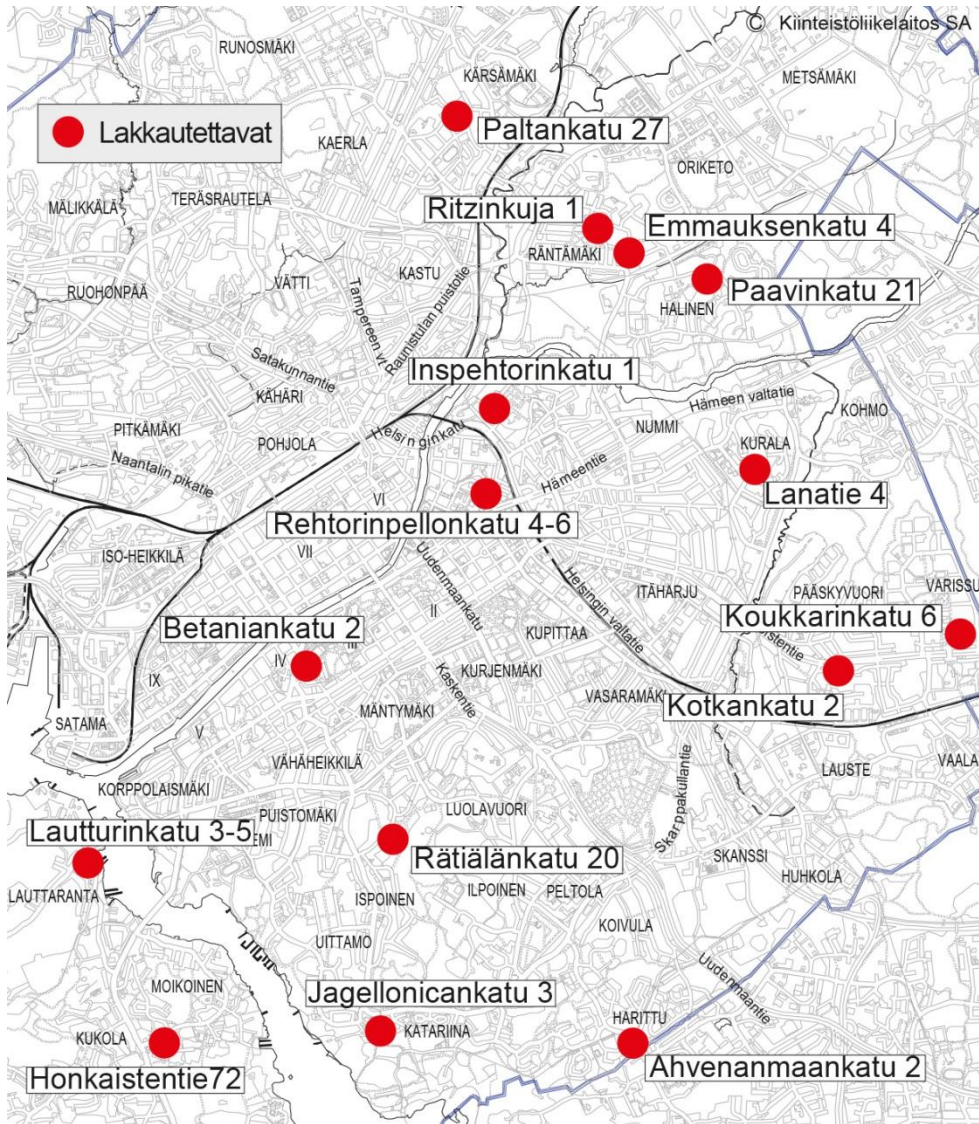 © Kiinteistöliikelaitos SA
RUNOSMÄKI
KÄRSÄMÄKI
METSÄMÄKI
Lakkautettavat
Paltankatu 27
KAERLA
ORIKETO
TERÄSRAUTELA
MÄLIKKÄLÄ
Ritzinkuja 1
Emmauksenkatu 4
RÄNTÄMÄKI
KASTU
VÄTTI
RUOHONPÄÄ
Paavinkatu 21
HALINEN
Tampereen vt
Raunistulan puistotie
Satakunnantie
Inspehtorinkatu 1
KÄHÄRI
Hämeen valtatie
KOHMO
NUMMI
PITKÄMÄKI
POHJOLA
Helsinginkatu
KURALA
Naantalin pikatie
Hämeentie
Lanatie 4
VI
Rehtorinpellonkatu 4-6
VII
ISO-HEIKKILÄ
Uudenmaankatu
Helsingin valtatie
ITÄHARJU
PÄÄSKYVUORI
VARISSU
II
Koukkarinkatu 6
Betaniankatu 2
KUPITTAA
istentie
III
IV
KURJENMÄKI
IX
Kaskentie
VASARAMÄKI
Kotkankatu 2
MÄNTYMÄKI
SATAMA
V
VÄHÄHEIKKILÄ
LAUSTE
VAALA
KORPPOLAISMÄKI
PUISTOMÄKI
LUOLAVUORI
Skarppakullantie
Lautturinkatu 3-5
EMI
Rätiälänkatu 20
SKANSSI
HUHKOLA
LAUTTARANTA
ISPOINEN
ILPOINEN
PELTOLA
KOIVULA
UITTAMO
Uudenmaantie
MOIKOINEN
Jagellonicankatu 3
HARITTU
KUKOLA
KATARIINA
Honkaistentie72
Ahvenanmaankatu 2